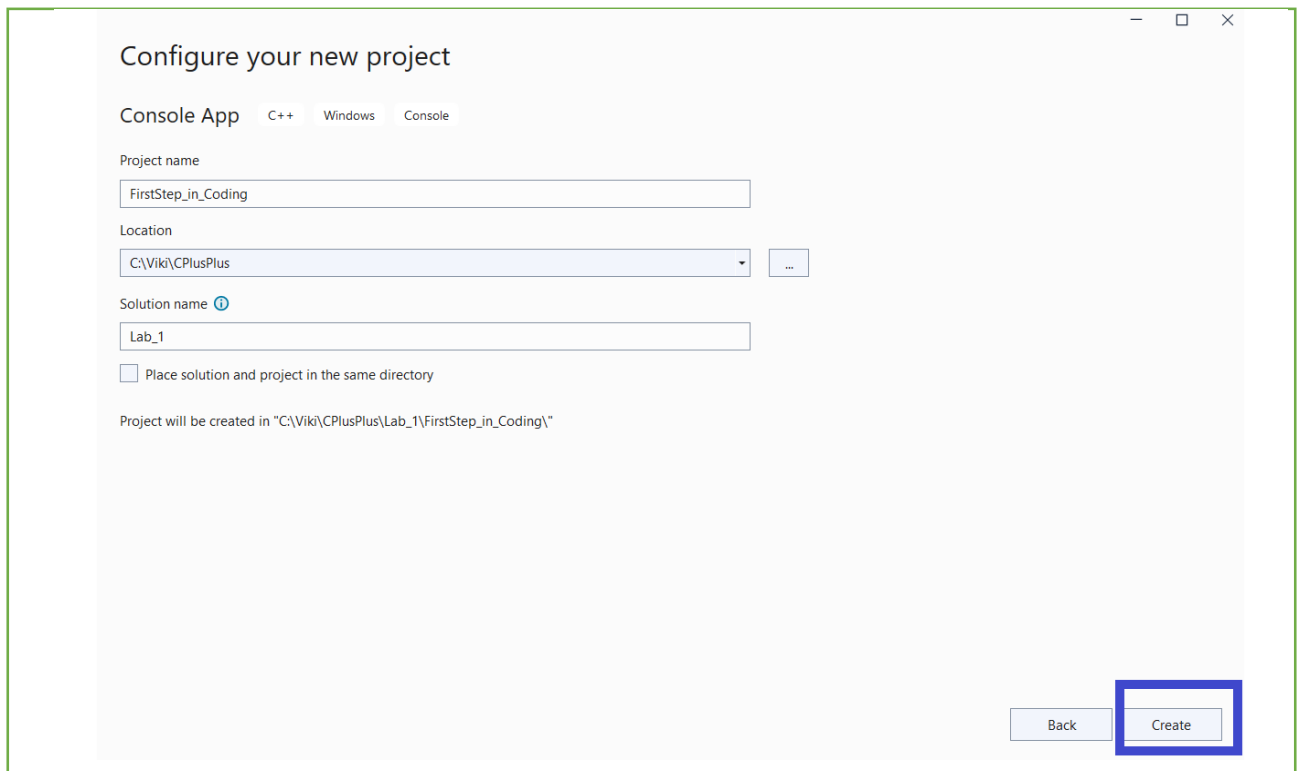 Configure your new project
Console App C++ Windows Console
Project name
FirstStep_in_Coding
Location
C:\Viki\CPlusPlus ...
Solution name
Lab_1
Place solution and project in the same directory
Project will be created in "C:\Viki\CPlusPlus\Lab_1\FirstStep_in_Coding\"
Back Create